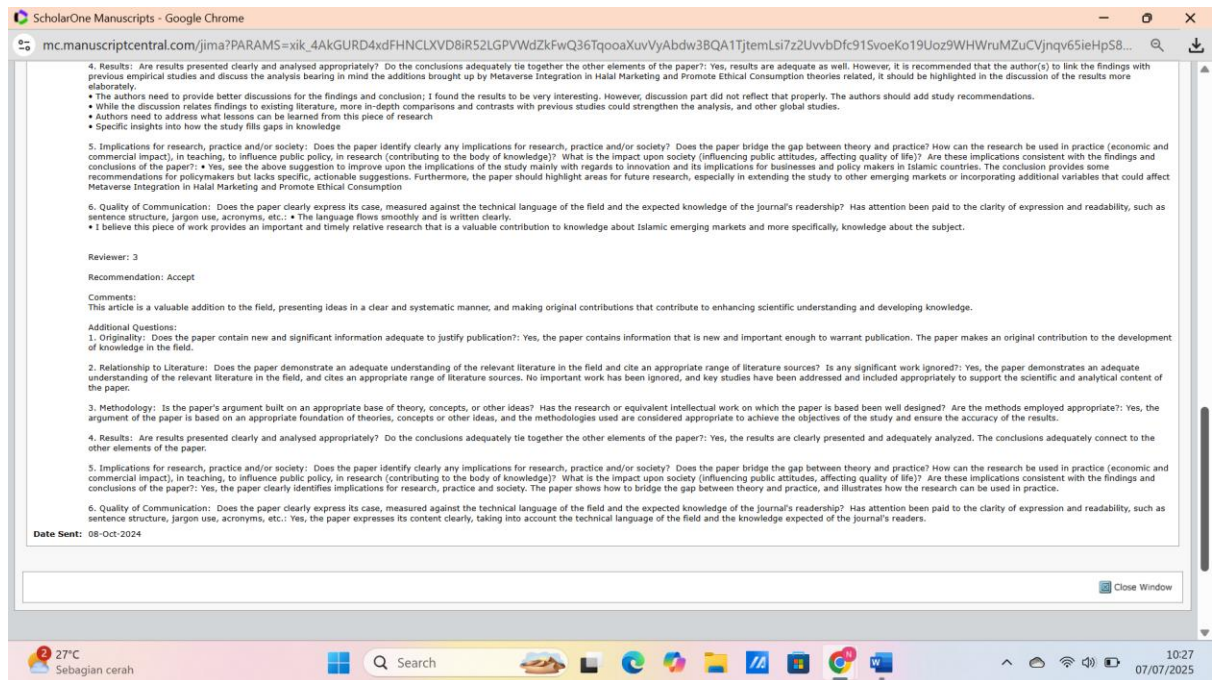 ScholarOne Manuscripts - Google Chrome
mc.manuscriptcentral.com/jima?PARAMS=xik_4AkGURD4xdFHNCLXVD8iR52LGPVWdZkFwQ36TqooaXuvVyAbdw3BQA1TjtemLsi7z2UvvbDfc91SvoeKo19Uoz9WHWruMZuCVjnqv65ieHpS8...
4. Results: Are results presented clearly and analysed appropriately? Do the conclusions adequately tie together the other elements of the paper?: Yes, results are adequate as well. However, it is recommended that the author(s) to link the findings with
previous empirical studies and discuss the analysis bearing in mind the additions brought up by Metaverse Integration in Halal Marketing and Promote Ethical Consumption theories related, it should be highlighted in the discussion of the results more
elaborately.
• The authors need to provide better discussions for the findings and conclusion; I found the results to be very interesting. However, discussion part did not reflect that properly. The authors should add study recommendations.
• While the discussion relates findings to existing literature, more in-depth comparisons and contrasts with previous studies could strengthen the analysis, and other global studies.
• Authors need to address what lessons can be learned from this piece of research
• Specific insights into how the study fills gaps in knowledge
5. Implications for research, practice and/or society: Does the paper identify clearly any implications for research, practice and/or society? Does the paper bridge the gap between theory and practice? How can the research be used in practice (economic and
commercial impact), in teaching, to influence public policy, in research (contributing to the body of knowledge)? What is the impact upon society (influencing public attitudes, affecting quality of life)? Are these implications consistent with the findings and
conclusions of the paper?: • Yes, see the above suggestion to improve upon the implications of the study mainly with regards to innovation and its implications for businesses and policy makers in Islamic countries. The conclusion provides some
recommendations for policymakers but lacks specific, actionable suggestions. Furthermore, the paper should highlight areas for future research, especially in extending the study to other emerging markets or incorporating additional variables that could affect
Metaverse Integration in Halal Marketing and Promote Ethical Consumption
6. Quality of Communication: Does the paper clearly express its case, measured against the technical language of the field and the expected knowledge of the journal's readership? Has attention been paid to the clarity of expression and readability, such as
sentence structure, jargon use, acronyms, etc.: • The language flows smoothly and is written clearly.
• I believe this piece of work provides an important and timely relative research that is a valuable contribution to knowledge about Islamic emerging markets and more specifically, knowledge about the subject.
Reviewer: 3
Recommendation: Accept
Comments:
This article is a valuable addition to the field, presenting ideas in a clear and systematic manner, and making original contributions that contribute to enhancing scientific understanding and developing knowledge.
Additional Questions:
1. Originality: Does the paper contain new and significant information adequate to justify publication?: Yes, the paper contains information that is new and important enough to warrant publication. The paper makes an original contribution to the development
of knowledge in the field.
2. Relationship to Literature: Does the paper demonstrate an adequate understanding of the relevant literature in the field and cite an appropriate range of literature sources? Is any significant work ignored?: Yes, the paper demonstrates an adequate
understanding of the relevant literature in the field, and cites an appropriate range of literature sources. No important work has been ignored, and key studies have been addressed and included appropriately to support the scientific and analytical content of
the paper.
3. Methodology: Is the paper's argument built on an appropriate base of theory, concepts, or other ideas? Has the research or equivalent intellectual work on which the paper is based been well designed? Are the methods employed appropriate?: Yes, the
argument of the paper is based on an appropriate foundation of theories, concepts or other ideas, and the methodologies used are considered appropriate to achieve the objectives of the study and ensure the accuracy of the results.
4. Results: Are results presented clearly and analysed appropriately? Do the conclusions adequately tie together the other elements of the paper?: Yes, the results are clearly presented and adequately analyzed. The conclusions adequately connect to the
other elements of the paper.
5. Implications for research, practice and/or society: Does the paper identify clearly any implications for research, practice and/or society? Does the paper bridge the gap between theory and practice? How can the research be used in practice (economic and
commercial impact), in teaching, to influence public policy, in research (contributing to the body of knowledge)? What is the impact upon society (influencing public attitudes, affecting quality of life)? Are these implications consistent with the findings and
conclusions of the paper?: Yes, the paper clearly identifies implications for research, practice and society. The paper shows how to bridge the gap between theory and practice, and illustrates how the research can be used in practice.
6. Quality of Communication: Does the paper clearly express its case, measured against the technical language of the field and the expected knowledge of the journal's readership? Has attention been paid to the clarity of expression and readability, such as
sentence structure, jargon use, acronyms, etc.: Yes, the paper expresses its content clearly, taking into account the technical language of the field and the knowledge expected of the journal's readers.
Date Sent: 08-Oct-2024
Close Window
2
27°C
Sebagian cerah
Search
10:27
07/07/2025